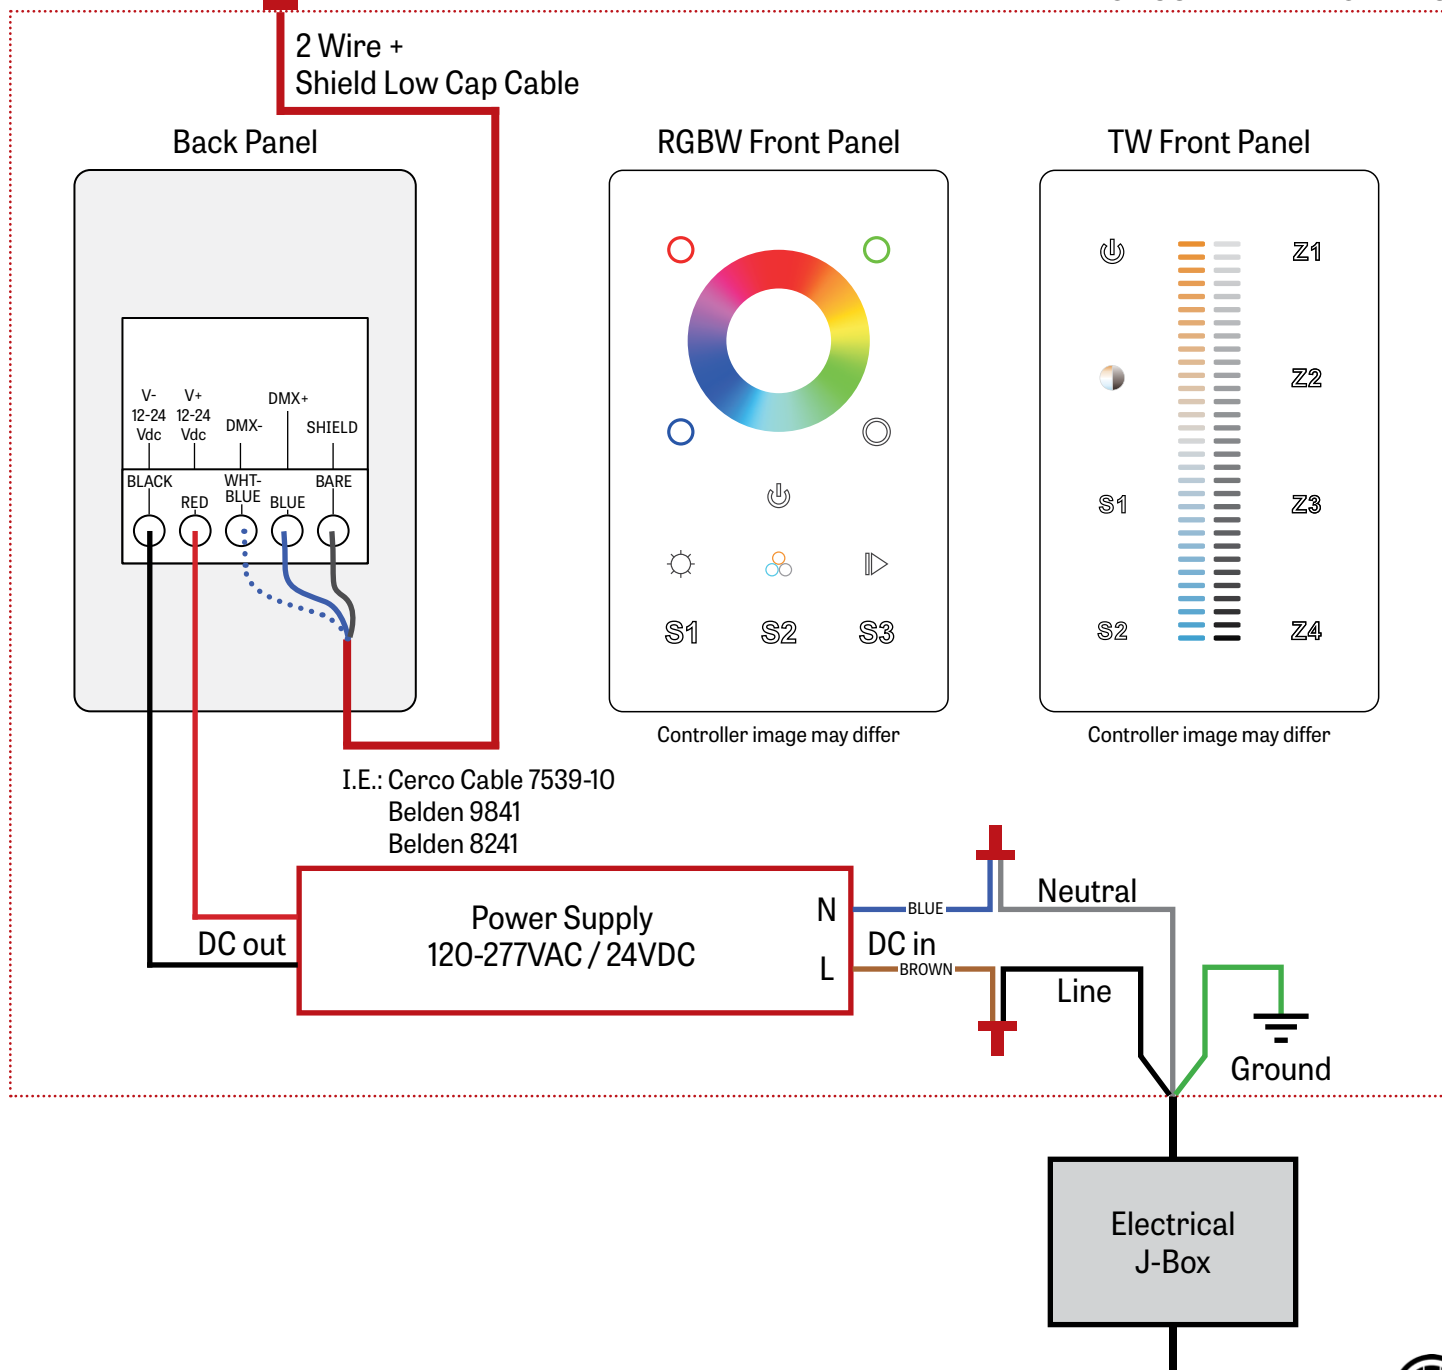 2 Wire +
Shield Low Cap Cable
Back Panel
RGBW Front Panel
TW Front Panel
V-
12-24
Vdc
V+
12-24
Vdc
DMX-
DMX+
SHIELD
BLACK
RED
WHT-
BLUE
BLUE
BARE
S1
S2
S3
Z1
Z2
S1
Z3
S2
Z4
Controller image may differ
Controller image may differ
I.E.: Cerco Cable 7539-10
Belden 9841
Belden 8241
Power Supply
120-277VAC / 24VDC
DC out
N
L
DC in
BLUE
BROWN
Neutral
Line
Ground
Electrical
J-Box